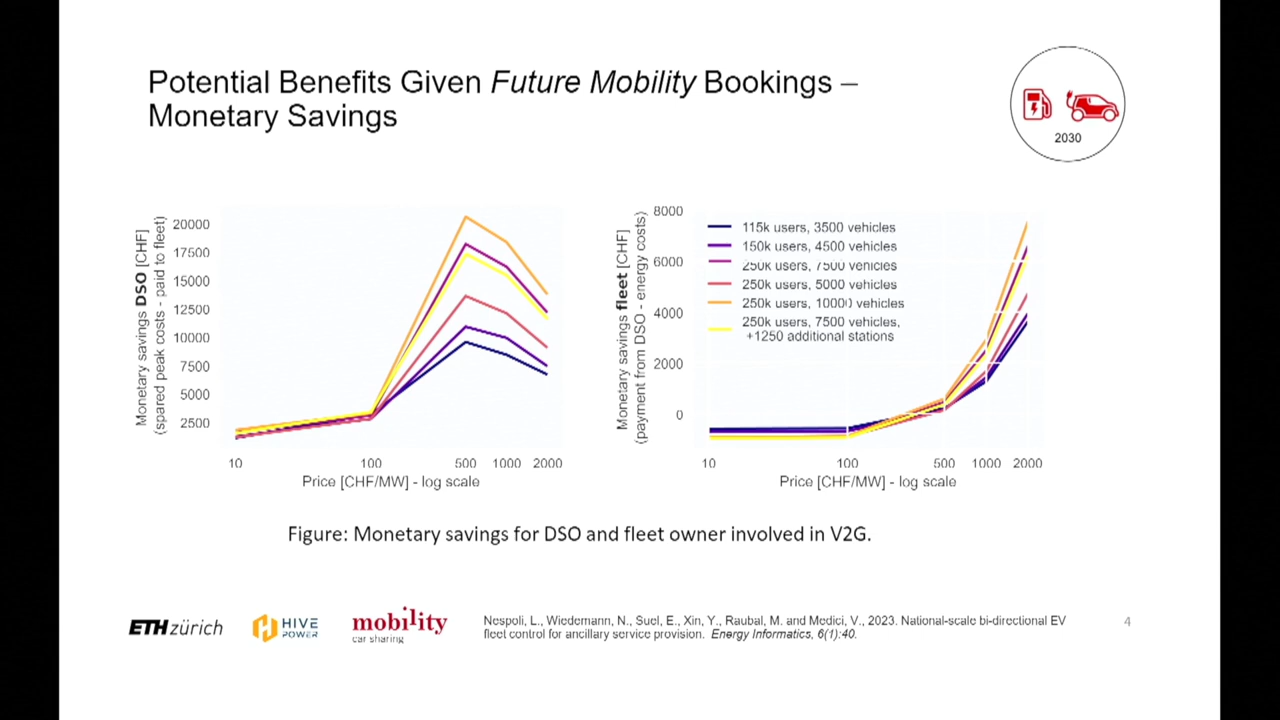 Potential Benefits Given Future Mobility Bookings –
Monetary Savings
2030
Monetary savings DSO [CHF]
(spared peak costs - paid to fleet)
20000
17500
15000
12500
10000
7500
5000
2500
10
100
500
1000
2000
Price [CHF/MW] - log scale
Monetary savings fleet [CHF]
(payment from DSO - energy costs)
8000
6000
4000
2000
0
115k users, 3500 vehicles
150k users, 4500 vehicles
250k users, 7500 vehicles
250k users, 5000 vehicles
250k users, 10000 vehicles
250k users, 7500 vehicles,
+1250 additional stations
10
100
500
1000
2000
Price [CHF/MW] - log scale
Figure: Monetary savings for DSO and fleet owner involved in V2G.
ETH zürich
HIVE
POWER
mobility
car sharing
Nespoli, L., Wiedemann, N., Suel, E., Xin, Y., Raubal, M. and Medici, V., 2023. National-scale bi-directional EV
fleet control for ancillary service provision. Energy Informatics, 6(1):40.
4